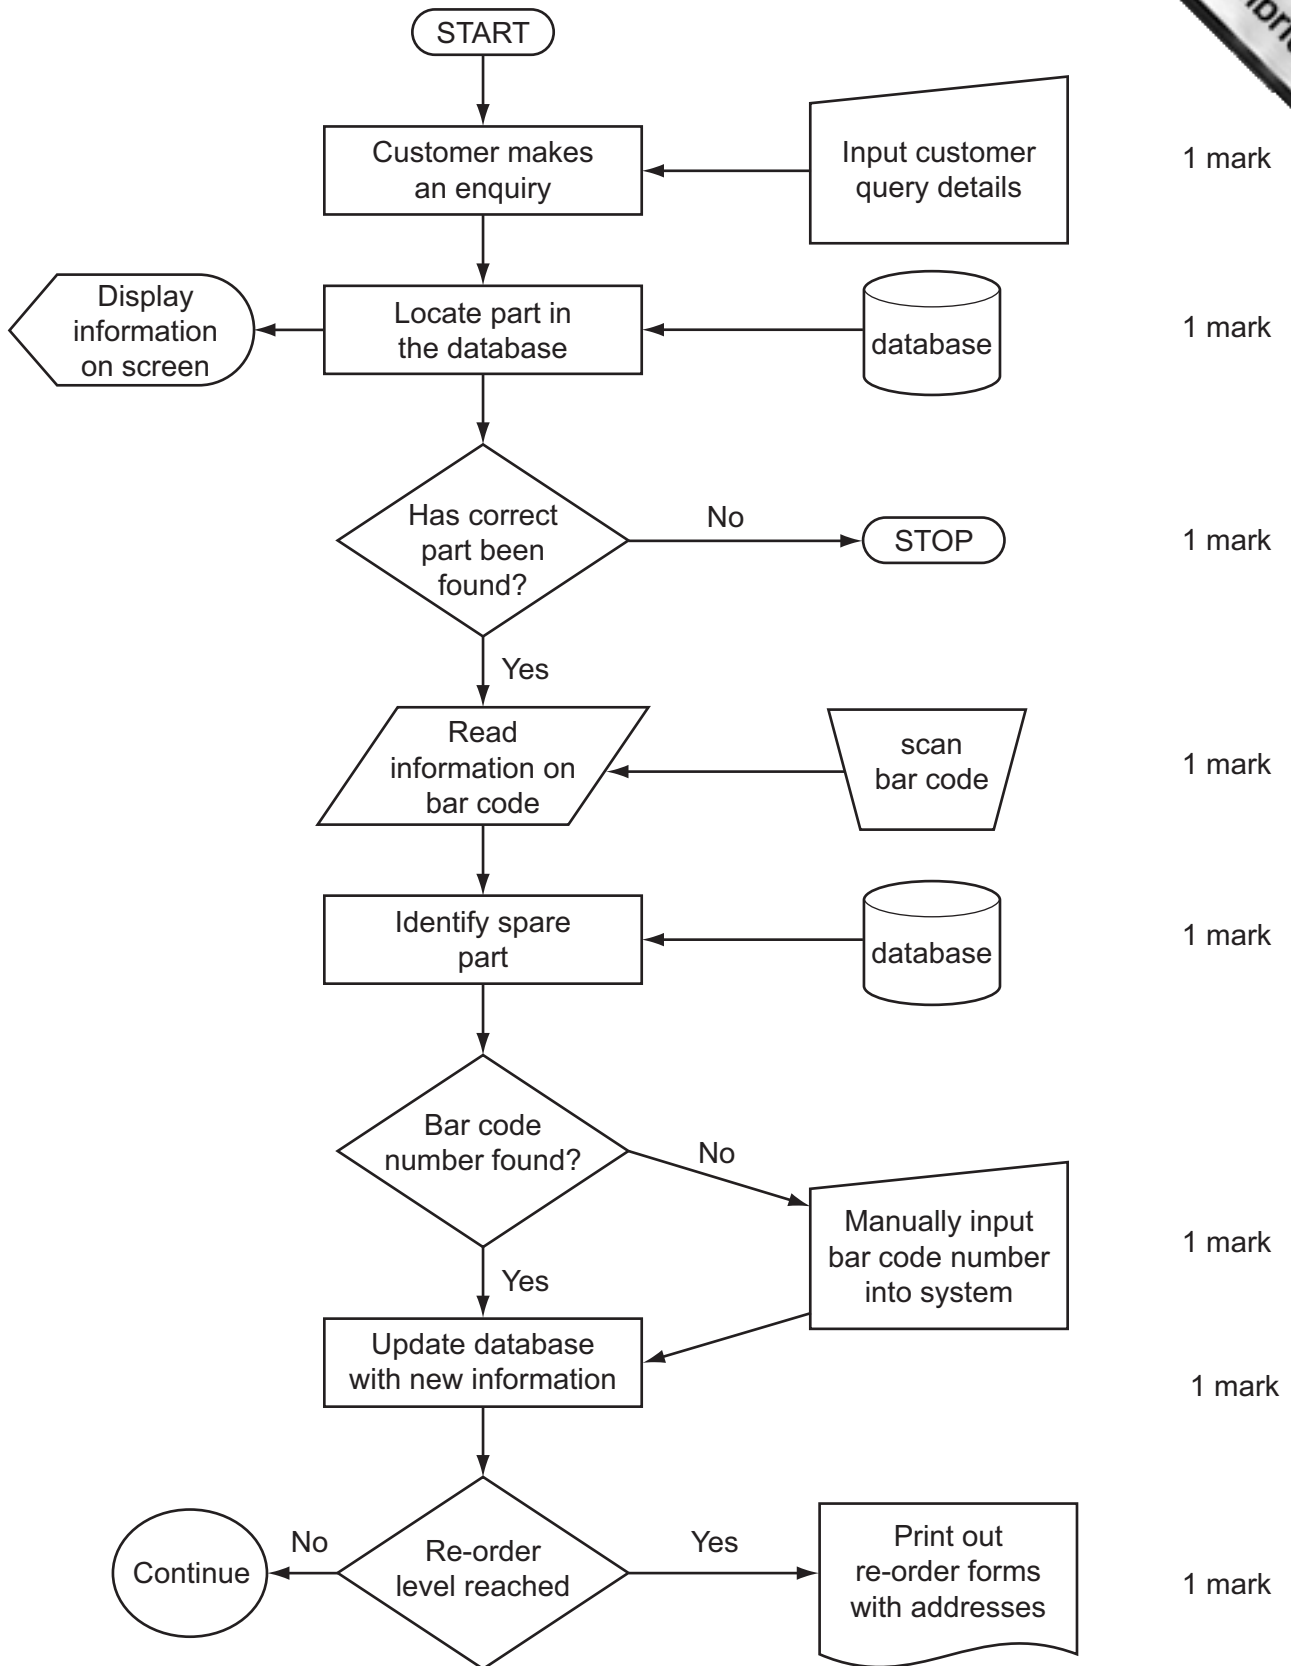 START
Customer makes
an enquiry
Input customer
query details
1 mark
Display
information
on screen
Locate part in
the database
database
1 mark
Has correct
part been
found?
No
STOP
1 mark
Yes
Read
information on
bar code
scan
bar code
1 mark
Identify spare
part
database
1 mark
Bar code
number found?
No
Manually input
bar code number
into system
1 mark
Yes
Update database
with new information
1 mark
Continue
No
Re-order
level reached
Yes
Print out
re-order forms
with addresses
1 mark